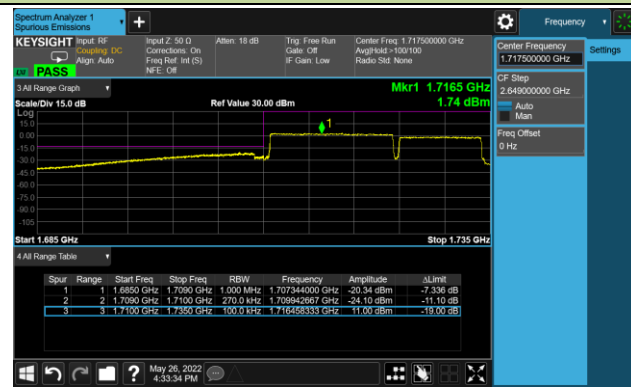 Spectrum Analyzer 1
Spurious Emissions
+
Frequency
KEYSIGHT Input: RF Input Z: 50 Ω Atten: 18 dB Trig: Free Run Center Freq: 1.717500000 GHz
Coupling: DC Corrections: On Gate: Off Avg|Hold:>100/100
Align: Auto Freq Ref: Int (S) IF Gain: Low Radio Std: None
NFE: Off
PASS
Center Frequency
1.717500000 GHz
Settings
CF Step
2.649000000 GHz
Auto
Man
Freq Offset
0 Hz
3 All Range Graph
Mkr1 1.7165 GHz
Scale/Div 15.0 dB Ref Value 30.00 dBm 1.74 dBm
Log
15.0
0.00
-15.0
-30.0
-45.0
-60.0
-75.0
-90.0
-105
1
Start 1.685 GHz Stop 1.735 GHz
4 All Range Table
Spur Range Start Freq Stop Freq RBW Frequency Amplitude ΔLimit
1 1 1.6850 GHz 1.7090 GHz 1.000 MHz 1.707344000 GHz -20.34 dBm -7.336 dB
2 2 1.7090 GHz 1.7100 GHz 270.0 kHz 1.709942667 GHz -24.10 dBm -11.10 dB
3 3 1.7100 GHz 1.7350 GHz 100.0 kHz 1.716458333 GHz 11.00 dBm -19.00 dB
?
May 26, 2022
4:33:34 PM